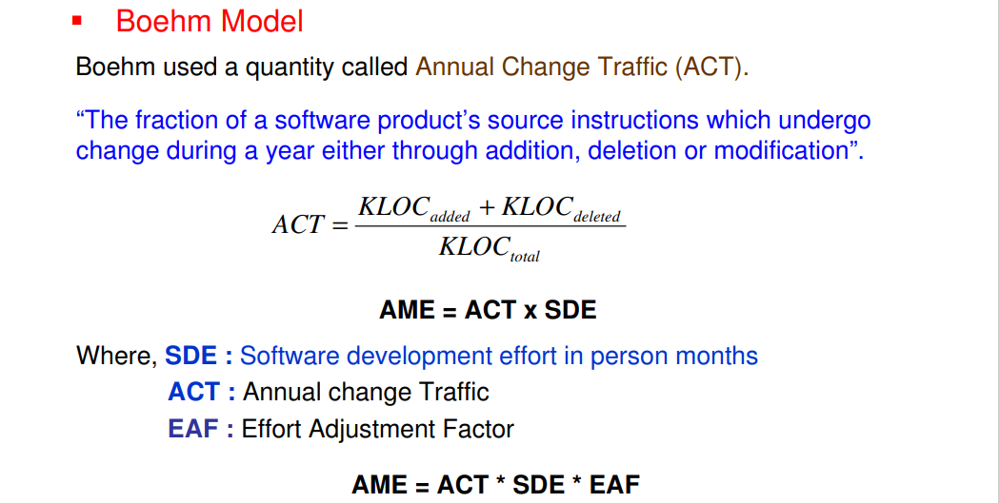 ▪ Boehm Model
Boehm used a quantity called Annual Change Traffic (ACT).
“The fraction of a software product’s source instructions which undergo
change during a year either through addition, deletion or modification”.
ACT = \frac{KLOC_{added} + KLOC_{deleted}}{KLOC_{total}}
AME = ACT x SDE
Where, SDE : Software development effort in person months
ACT : Annual change Traffic
EAF : Effort Adjustment Factor
AME = ACT * SDE * EAF